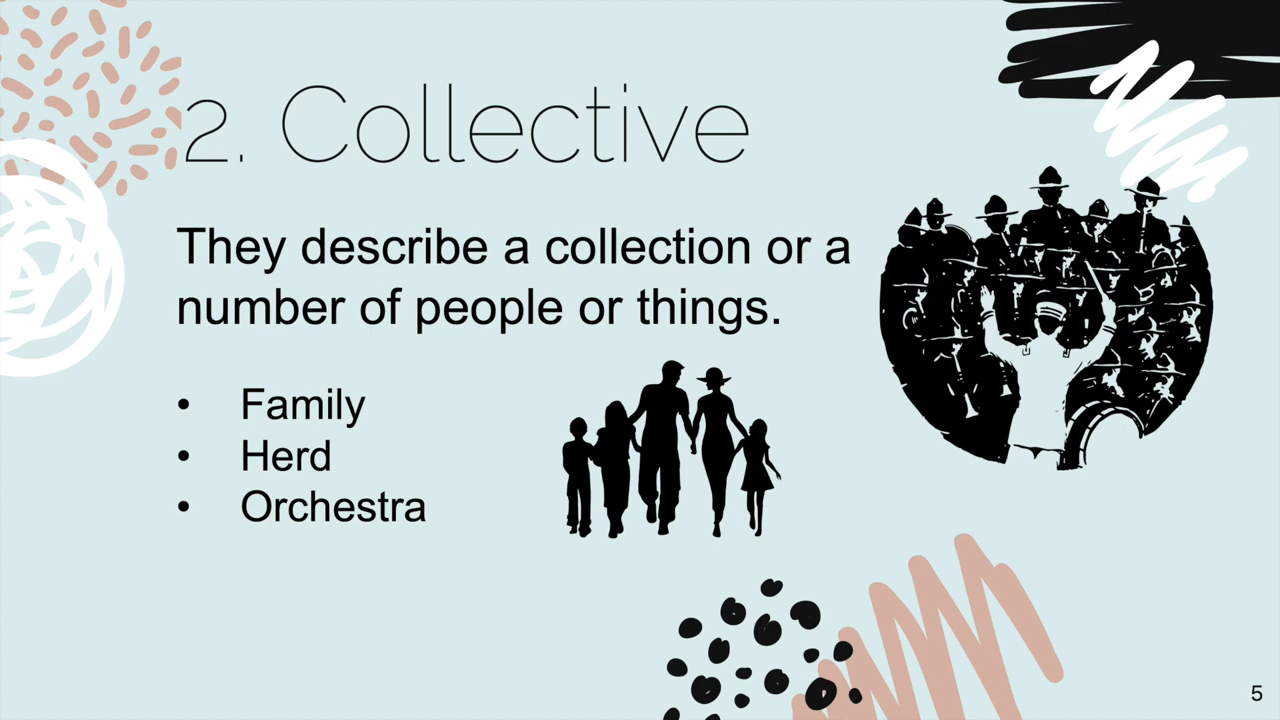 2. Collective
They describe a collection or a
number of people or things.
• Family
• Herd
• Orchestra
5